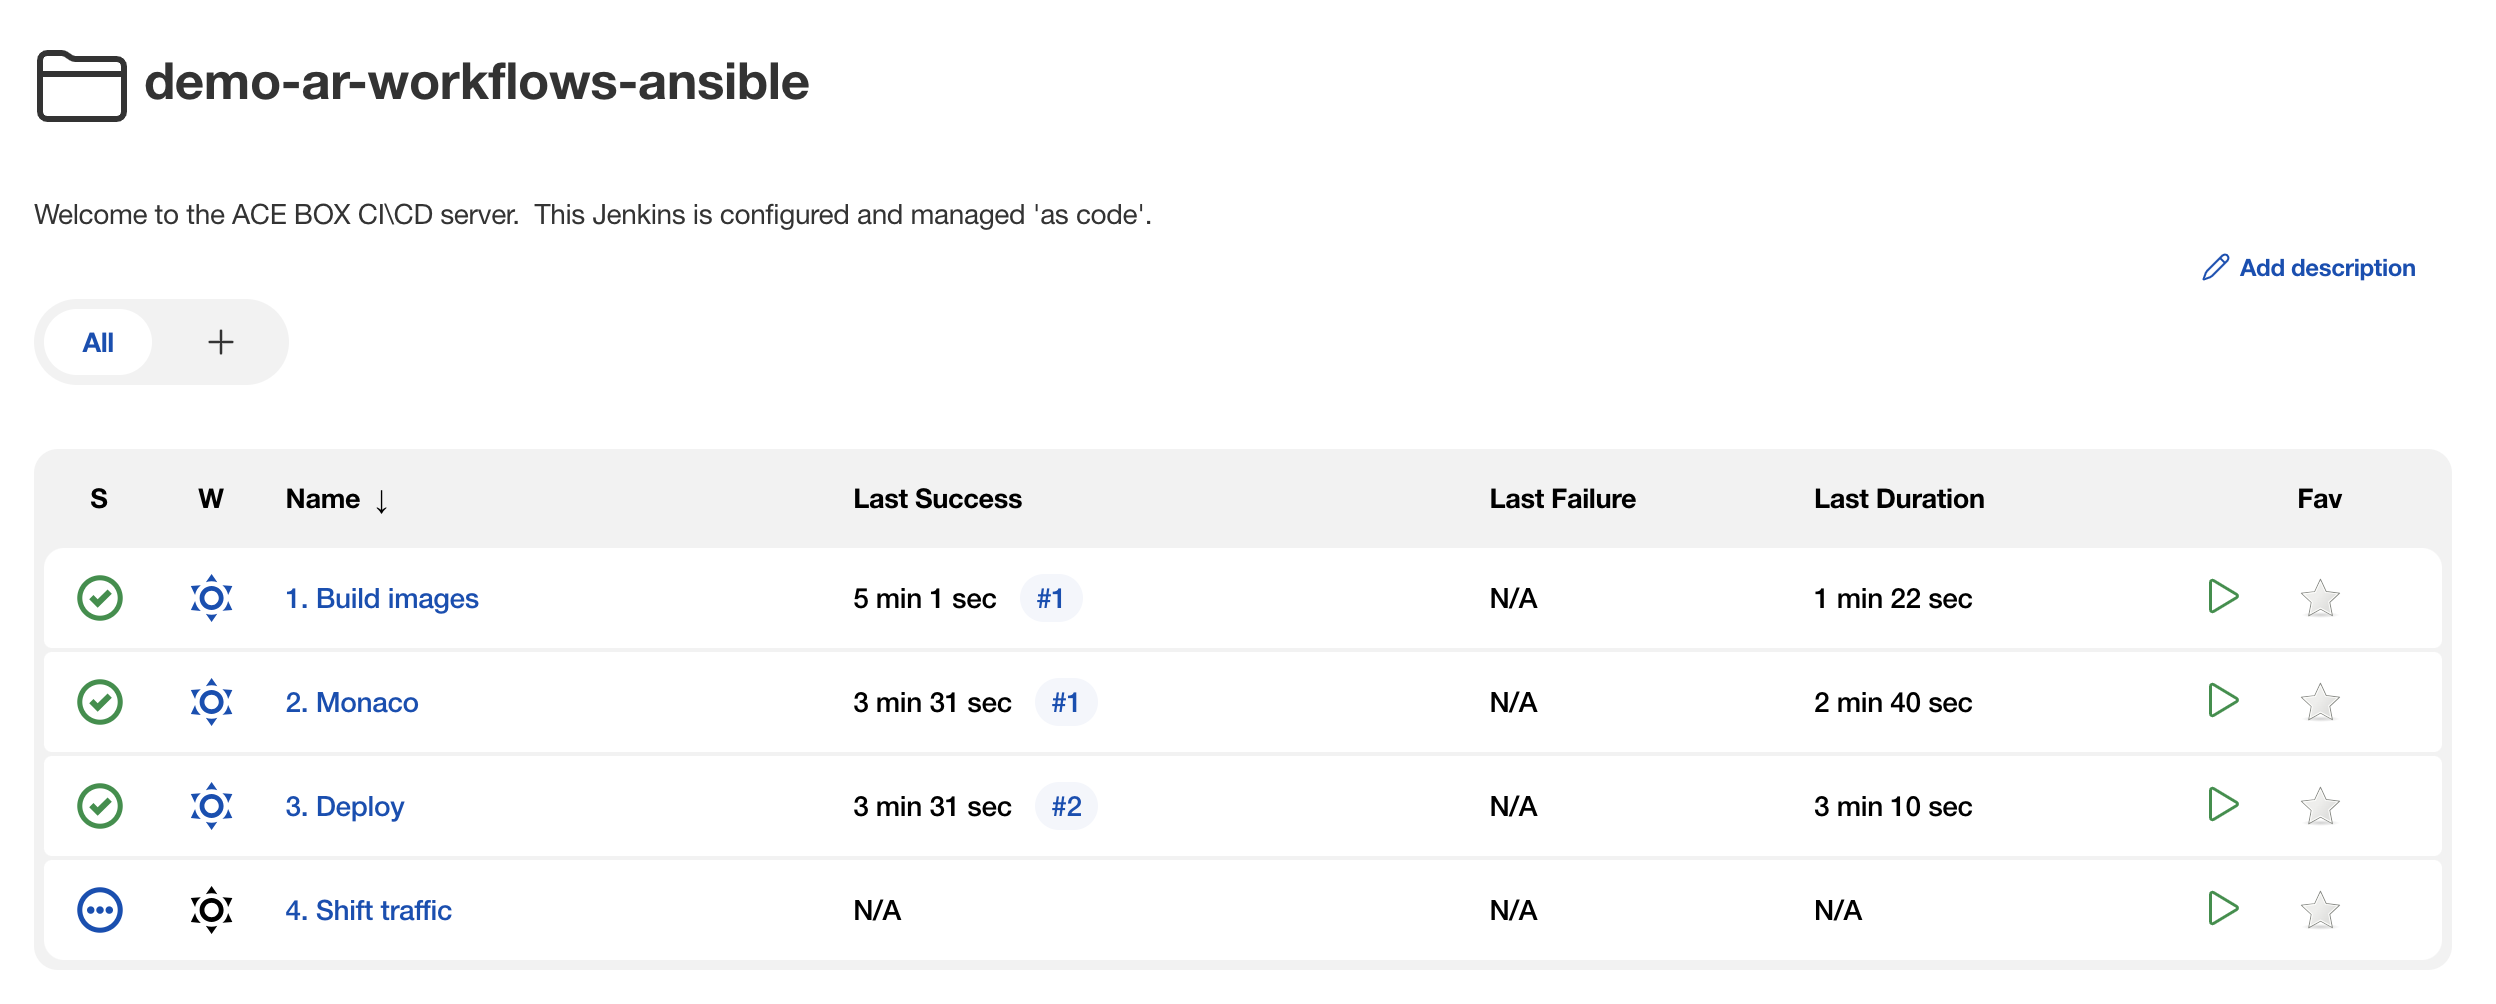 demo-ar-workflows-ansible
Welcome to the ACE BOX CI\CD server.  This Jenkins is configured and managed 'as code'.
Add description
All +
S W Name ↓ Last Success Last Failure Last Duration Fav
1. Build images 5 min 1 sec #1 N/A 1 min 22 sec
2. Monaco 3 min 31 sec #1 N/A 2 min 40 sec
3. Deploy 3 min 31 sec #2 N/A 3 min 10 sec
4. Shift traffic N/A N/A N/A